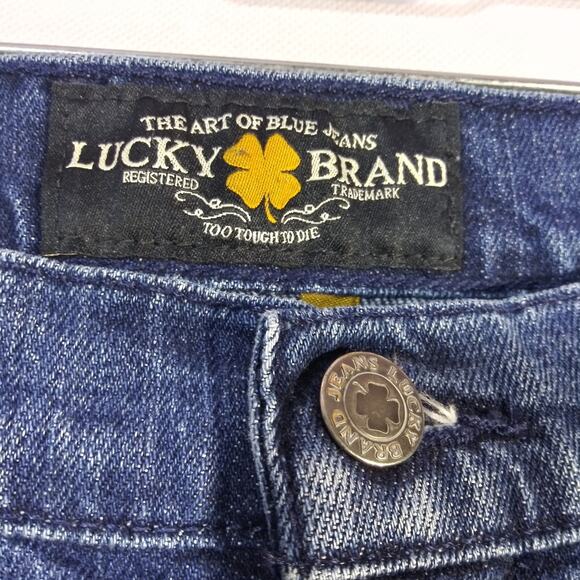 THE ART OF BLUE JEANS
LUCKY BRAND
REGISTERED TRADEMARK
TOO TOUGH TO DIE
JEANS LUCKY BRAND